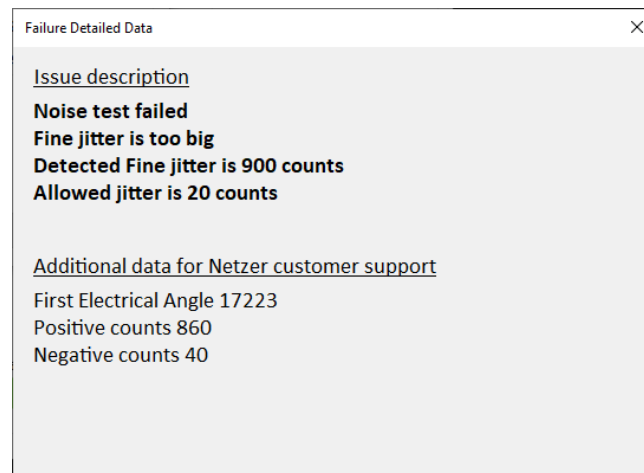 Failure Detailed Data
Issue description
Noise test failed
Fine jitter is too big
Detected Fine jitter is 900 counts
Allowed jitter is 20 counts
Additional data for Netzer customer support
First Electrical Angle 17223
Positive counts 860
Negative counts 40